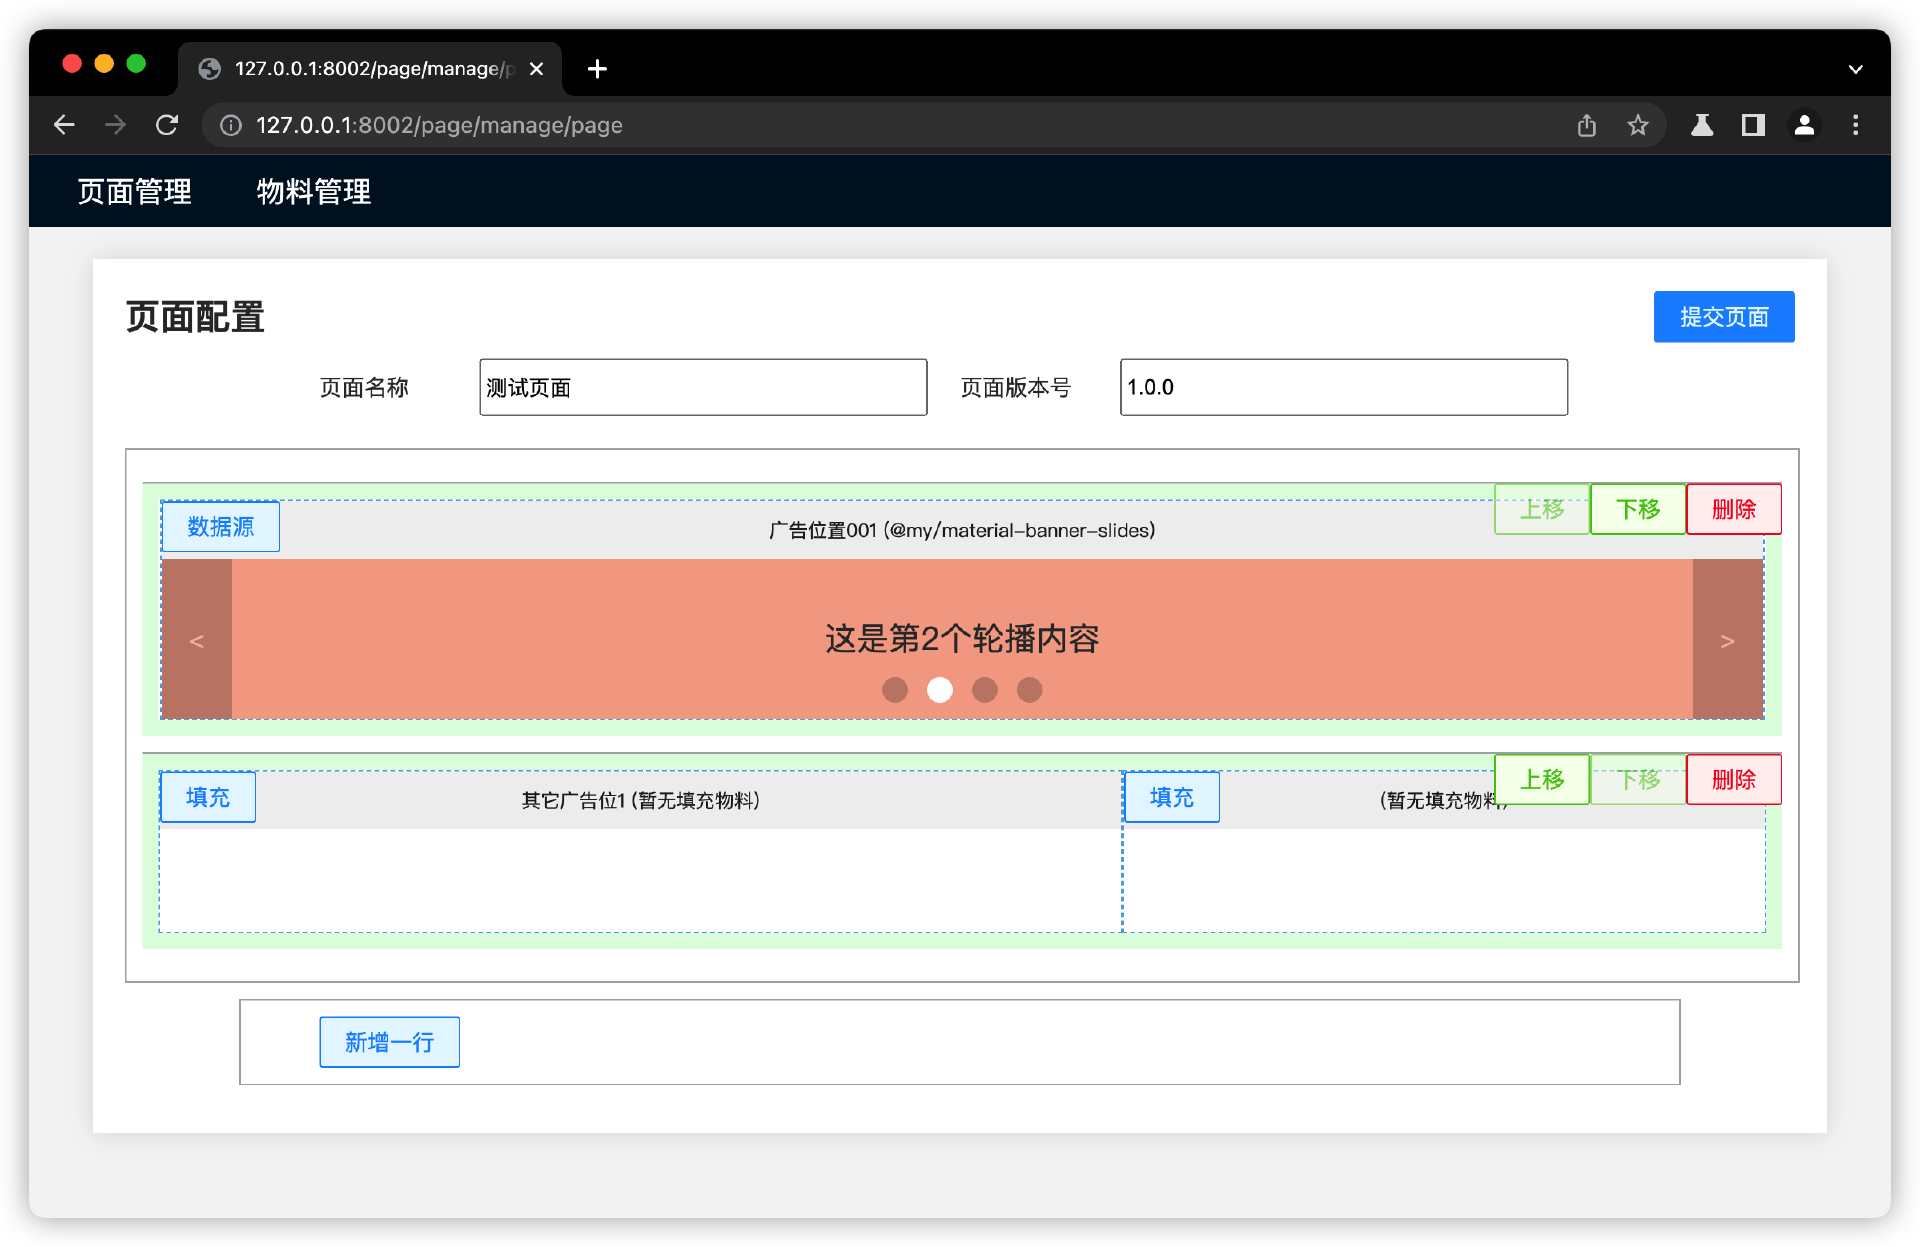 127.0.0.1:8002/page/manage/p
127.0.0.1:8002/page/manage/page
页面管理 物料管理
页面配置 提交页面
页面名称 测试页面 页面版本号 1.0.0
数据源 广告位置001 (@my/material-banner-slides) 上移 下移 删除
< 这是第2个轮播内容 >
填充 其它广告位1 (暂无填充物料) 填充 (暂无填充物料) 上移 下移 删除
新增一行